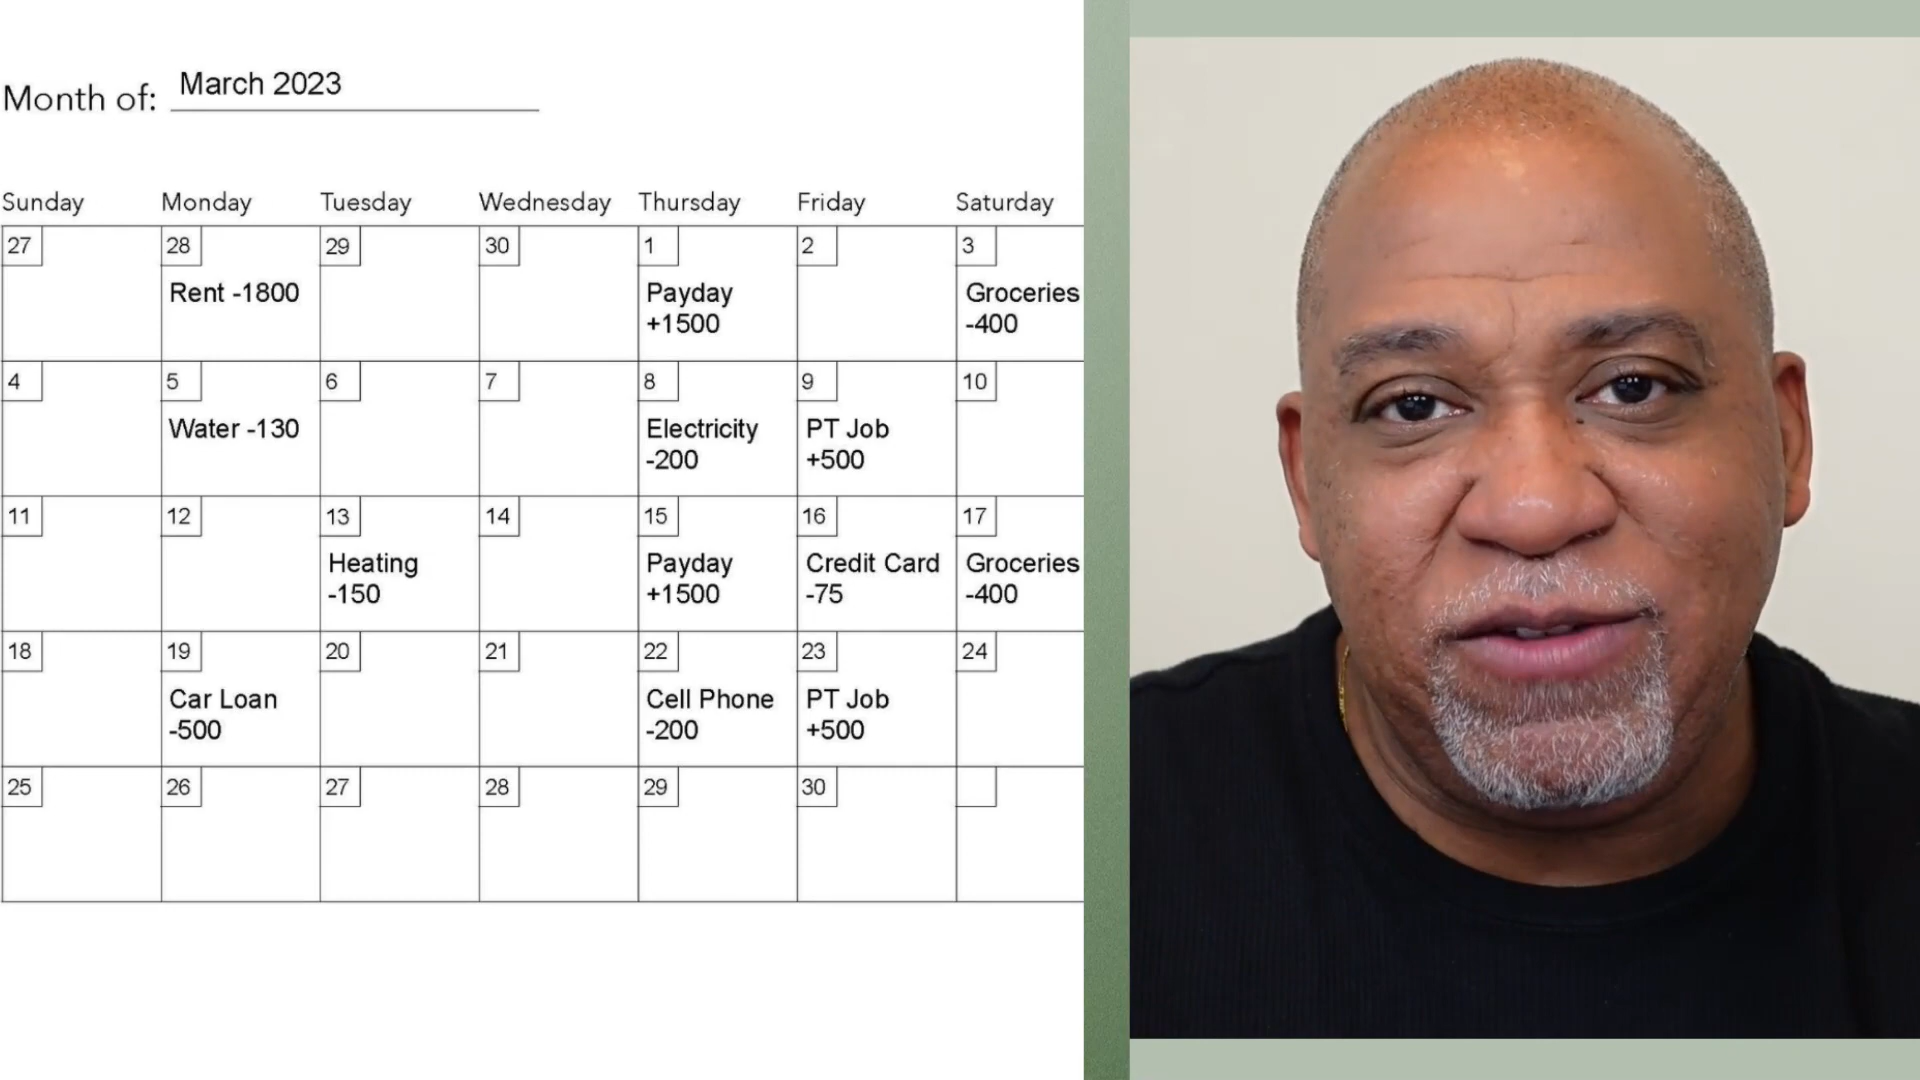 Month of: March 2023
Sunday Monday Tuesday Wednesday Thursday Friday Saturday
27 28 29 30 1 2 3
Rent -1800 Payday Groceries
+1500 -400
4 5 6 7 8 9 10
Water -130 Electricity PT Job
-200 +500
11 12 13 14 15 16 17
Heating Payday Credit Card Groceries
-150 +1500 -75 -400
18 19 20 21 22 23 24
Car Loan Cell Phone PT Job
-500 -200 +500
25 26 27 28 29 30